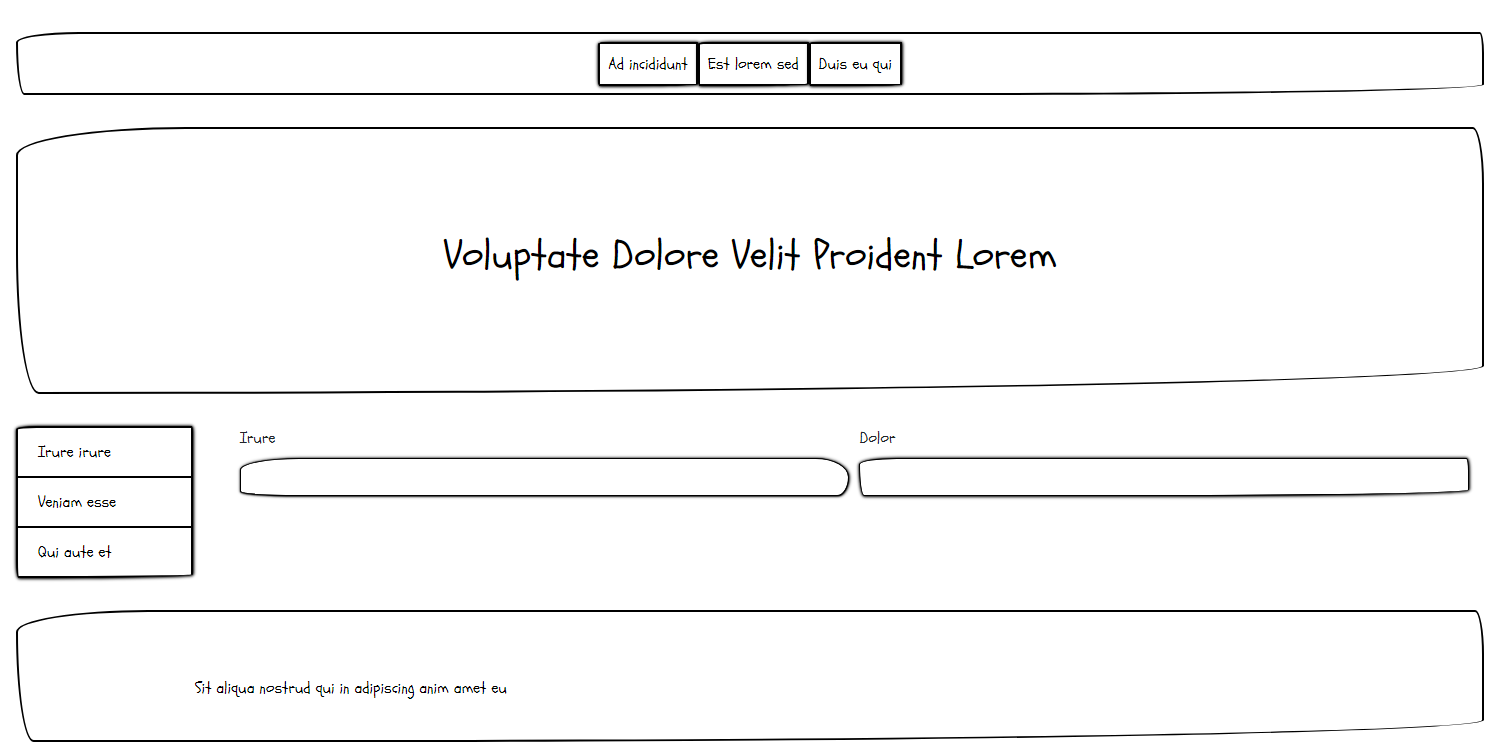 Ad incididunt
Est lorem sed
Duis eu qui
Voluptate Dolore Velit Proident Lorem
Irure irure
Veniam esse
Qui aute et
Irure
Dolor
Sit aliqua nostrud qui in adipiscing anim amet eu